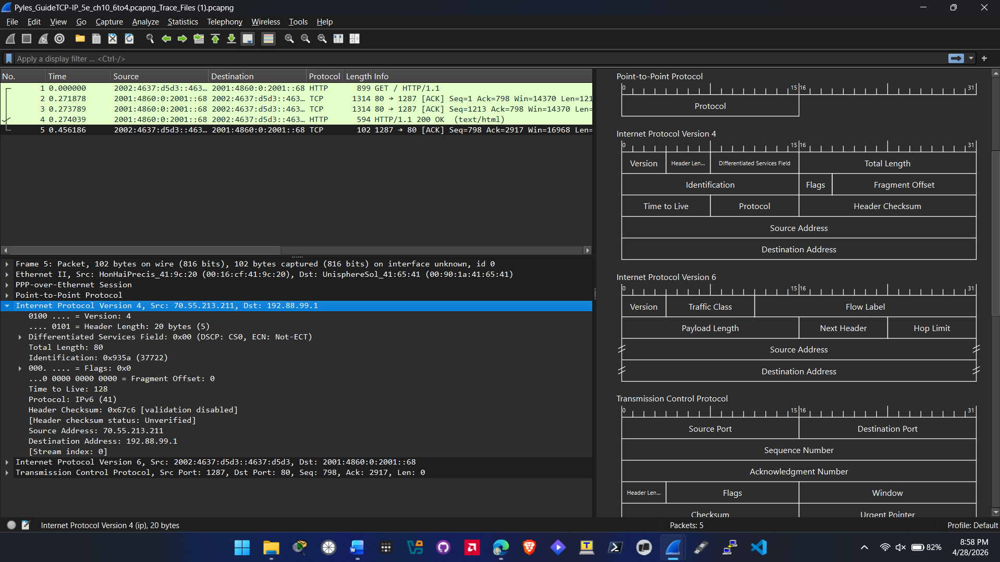 Pyles_GuideTCP-IP_5e_ch10_6to4.pcapng_Trace_Files (1).pcapng
File Edit View Go Capture Analyze Statistics Telephony Wireless Tools Help
Apply a display filter ... <Ctrl-/>
No. Time Source Destination Protocol Length Info
1 0.000000 2002:4637:d5d3::463… 2001:4860:0:2001::68 HTTP 899 GET / HTTP/1.1
2 0.271878 2001:4860:0:2001::68 2002:4637:d5d3::463… TCP 1314 80 → 1287 [ACK] Seq=1 Ack=798 Win=14370 Len=121
3 0.273789 2001:4860:0:2001::68 2002:4637:d5d3::463… TCP 1314 80 → 1287 [ACK] Seq=1213 Ack=798 Win=14370 Len=
4 0.274039 2001:4860:0:2001::68 2002:4637:d5d3::463… HTTP 594 HTTP/1.1 200 OK (text/html)
5 0.456186 2002:4637:d5d3::463… 2001:4860:0:2001::68 TCP 102 1287 → 80 [ACK] Seq=798 Ack=2917 Win=16968 Len=
Frame 5: Packet, 102 bytes on wire (816 bits), 102 bytes captured (816 bits) on interface unknown, id 0
Ethernet II, Src: HonHaiPrecis_41:9c:20 (00:16:cf:41:9c:20), Dst: UnisphereSol_41:65:41 (00:90:1a:41:65:41)
PPP-over-Ethernet Session
Point-to-Point Protocol
Internet Protocol Version 4, Src: 70.55.213.211, Dst: 192.88.99.1
0100 .... = Version: 4
.... 0101 = Header Length: 20 bytes (5)
Differentiated Services Field: 0x00 (DSCP: CS0, ECN: Not-ECT)
Total Length: 80
Identification: 0x935a (37722)
000. .... = Flags: 0x0
...0 0000 0000 0000 = Fragment Offset: 0
Time to Live: 128
Protocol: IPv6 (41)
Header Checksum: 0x67c6 [validation disabled]
[Header checksum status: Unverified]
Source Address: 70.55.213.211
Destination Address: 192.88.99.1
[Stream index: 0]
Internet Protocol Version 6, Src: 2002:4637:d5d3::4637:d5d3, Dst: 2001:4860:0:2001::68
Transmission Control Protocol, Src Port: 1287, Dst Port: 80, Seq: 798, Ack: 2917, Len: 0
Point-to-Point Protocol
0 15 16 31
Protocol
Internet Protocol Version 4
0 15 16 31
Version Header Len... Differentiated Services Field Total Length
Identification Flags Fragment Offset
Time to Live Protocol Header Checksum
Source Address
Destination Address
Internet Protocol Version 6
0 15 16 31
Version Traffic Class Flow Label
Payload Length Next Header Hop Limit
Source Address
Destination Address
Transmission Control Protocol
0 15 16 31
Source Port Destination Port
Sequence Number
Acknowledgment Number
Header Len... Flags Window
Checksum Urgent Pointer
Internet Protocol Version 4 (ip), 20 bytes
Packets: 5
Profile: Default
82%
8:58 PM
4/28/2026